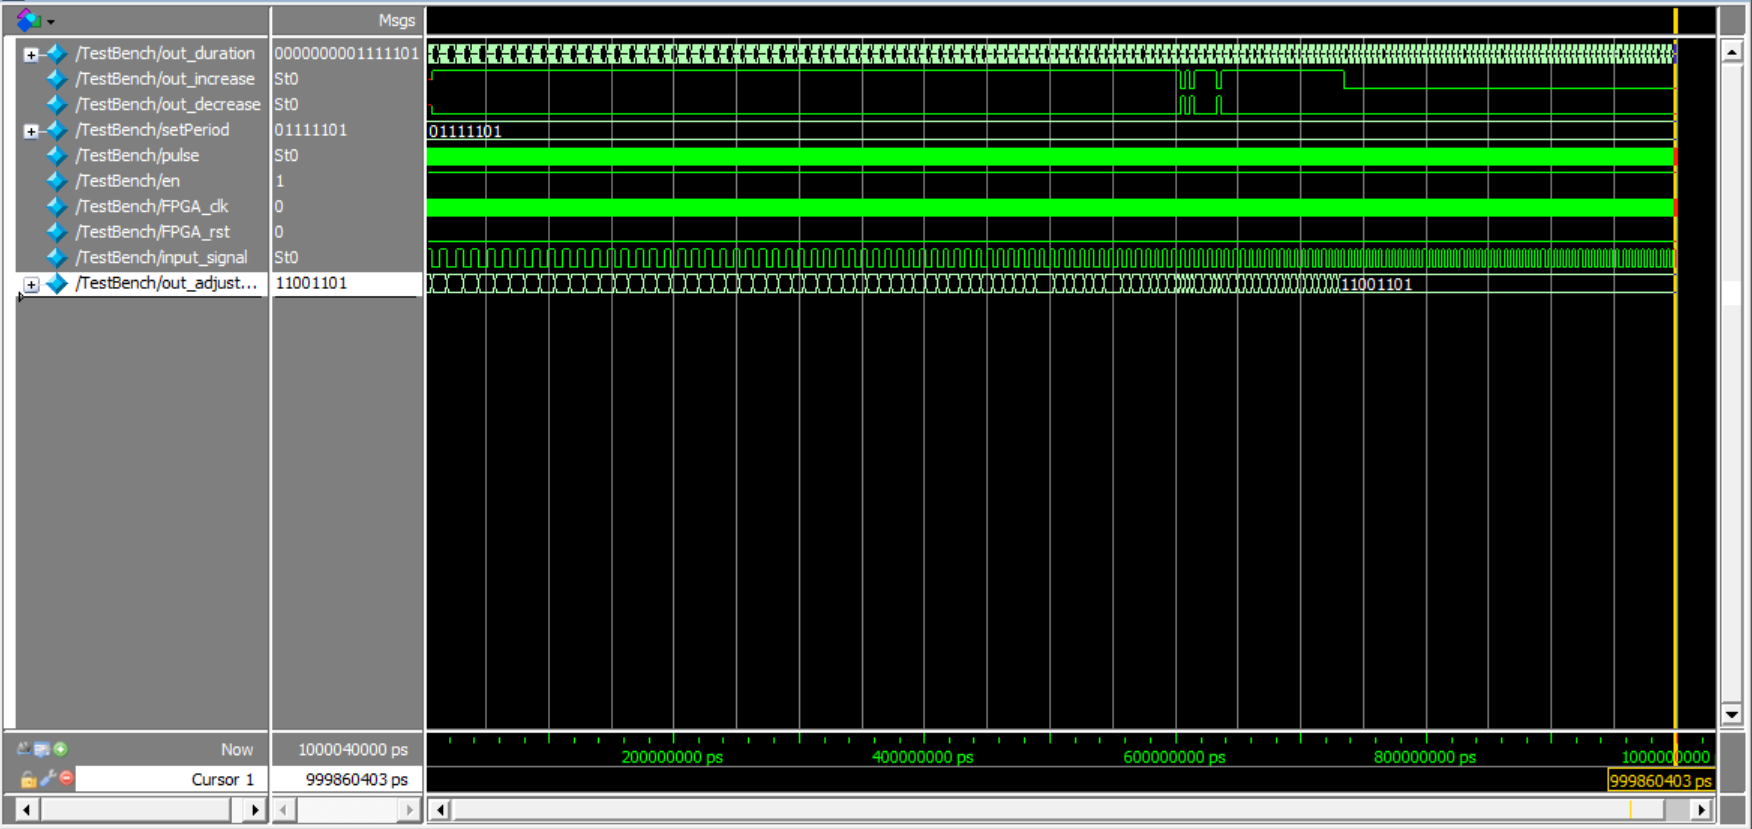 Msgs
/TestBench/out_duration 0000000001111101
/TestBench/out_increase St0
/TestBench/out_decrease St0
/TestBench/setPeriod 01111101 01111101
/TestBench/pulse St0
/TestBench/en 1
/TestBench/FPGA_clk 0
/TestBench/FPGA_rst 0
/TestBench/input_signal St0
/TestBench/out_adjust... 11001101 11001101
Now 1000040000 ps 200000000 ps 400000000 ps 600000000 ps 800000000 ps 1000000000
Cursor 1 999860403 ps 999860403 ps